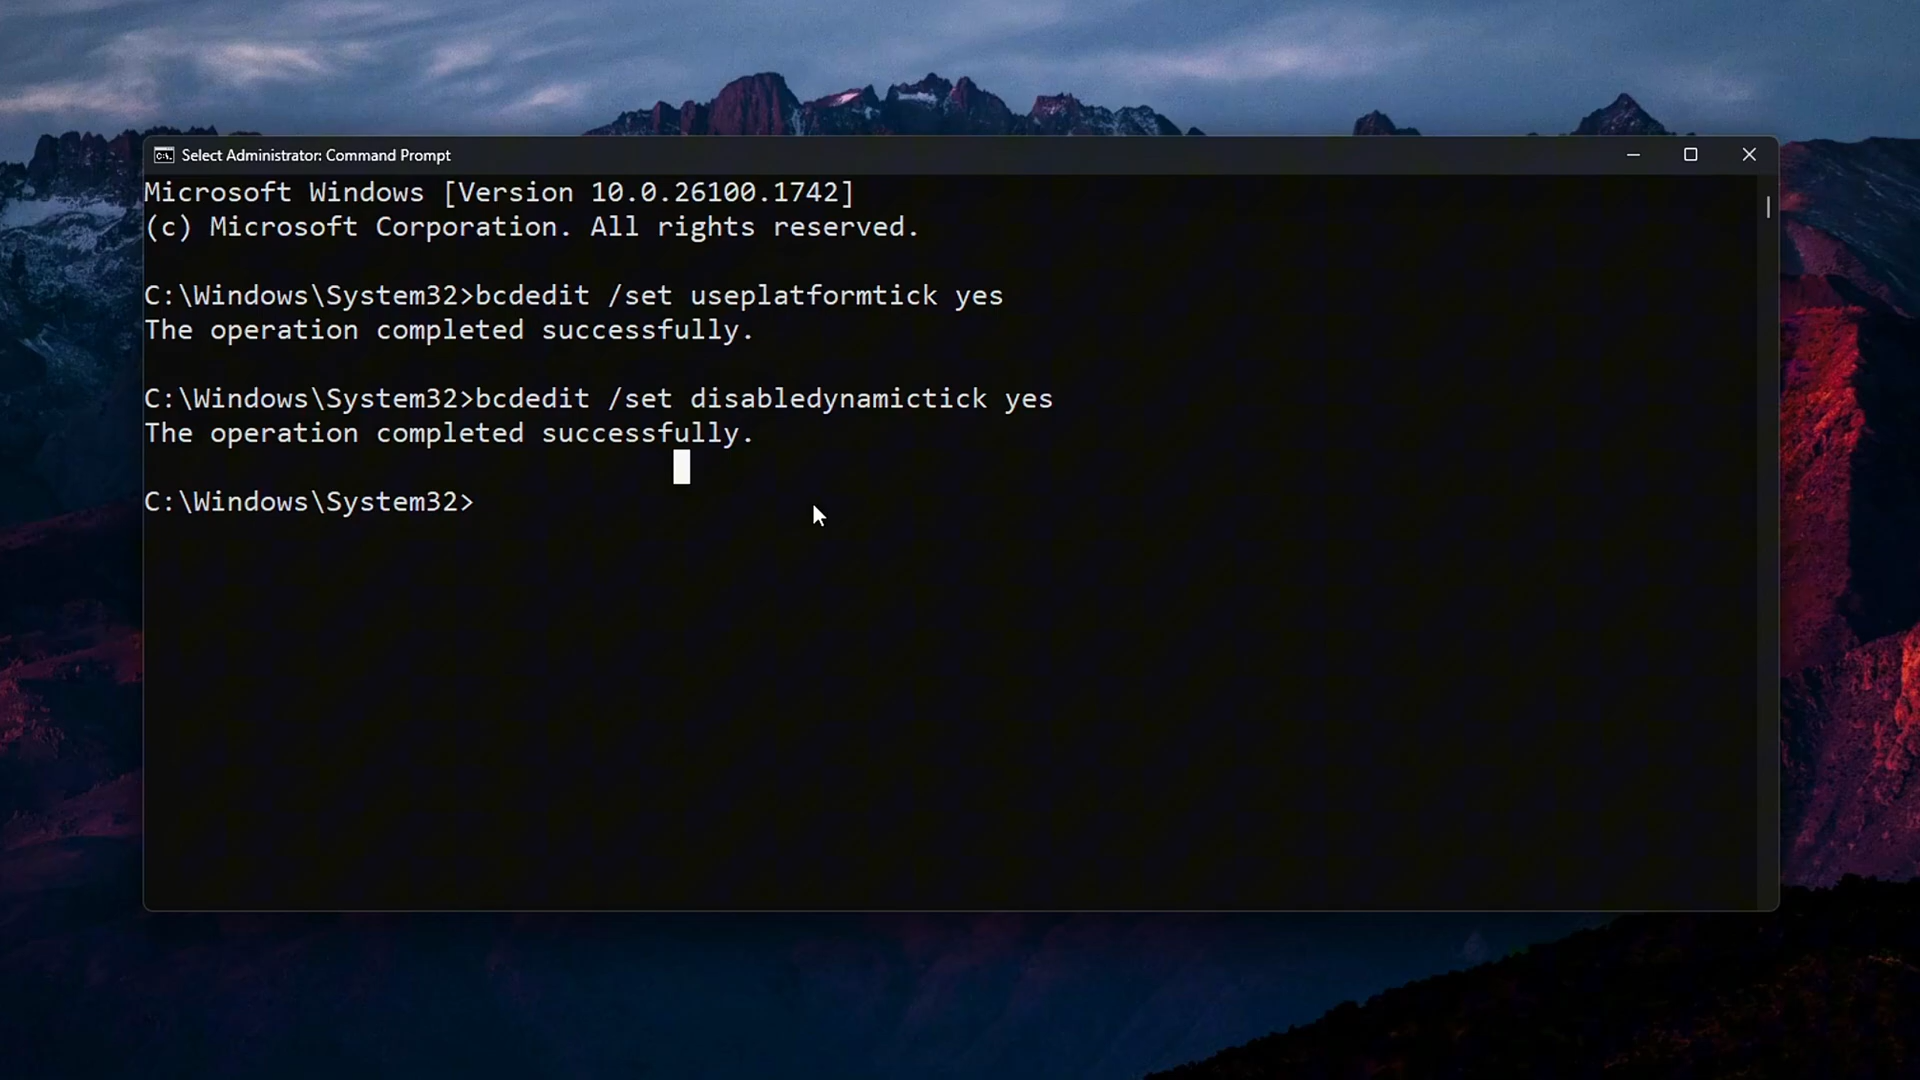 Select Administrator: Command Prompt
Microsoft Windows [Version 10.0.26100.1742]
(c) Microsoft Corporation. All rights reserved.
C:\Windows\System32>bcdedit /set useplatformtick yes
The operation completed successfully.
C:\Windows\System32>bcdedit /set disabledynamictick yes
The operation completed successfully.
C:\Windows\System32>